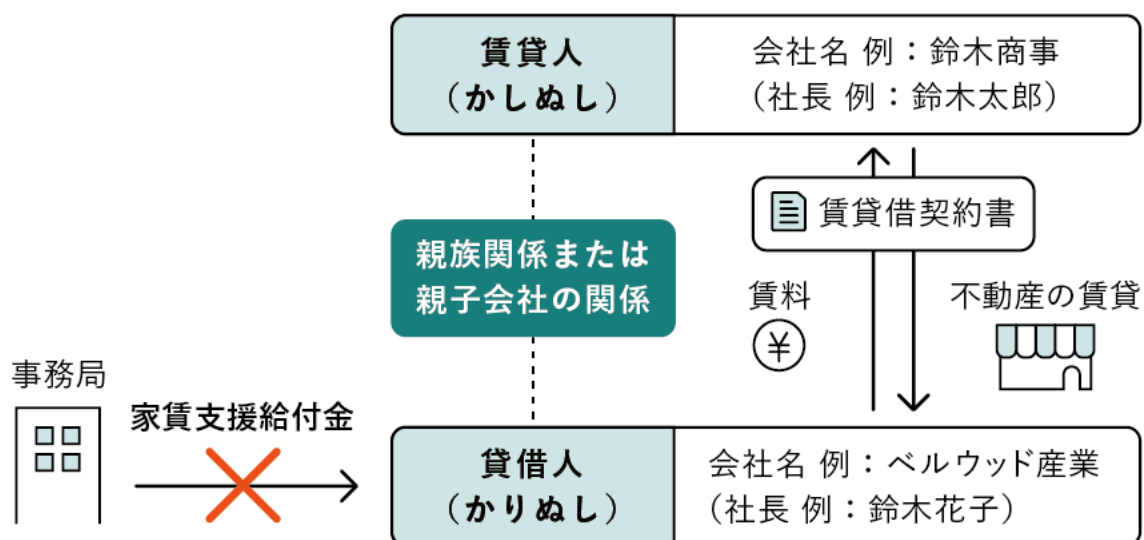 賃貸人
(かしぬし)
会社名 例:鈴木商事
(社長 例:鈴木太郎)
賃貸借契約書
親族関係または
親子会社の関係
賃料
¥
不動産の賃貸
事務局
家賃支援給付金
貸借人
(かりぬし)
会社名 例:ベルウッド産業
(社長 例:鈴木花子)